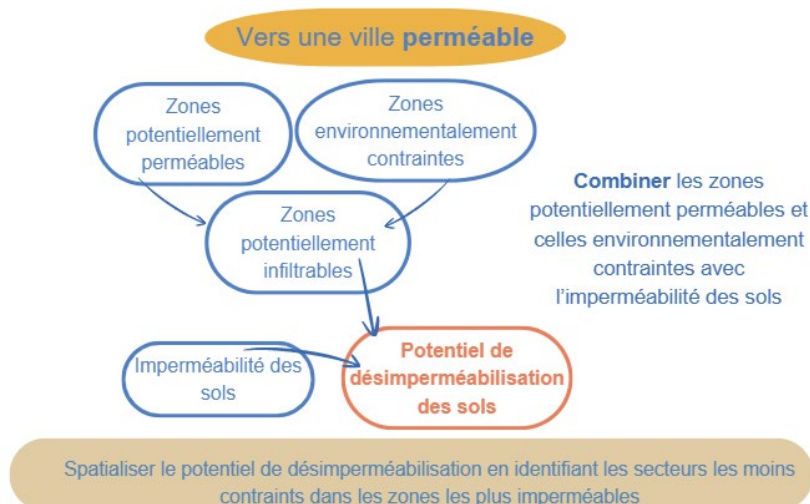 Vers une ville perméable
Zones
potentiellement
perméables
Zones
environnementalement
contraintes
Zones
potentiellement
infiltrables
Combiner les zones
potentiellement perméables et
celles environnementalement
contraintes avec
l'imperméabilité des sols
Imperméabilité des
sols
Potentiel de
désimperméabilisation
des sols
Spatialiser le potentiel de désimperméabilisation en identifiant les secteurs les moins
contraints dans les zones les plus imperméables